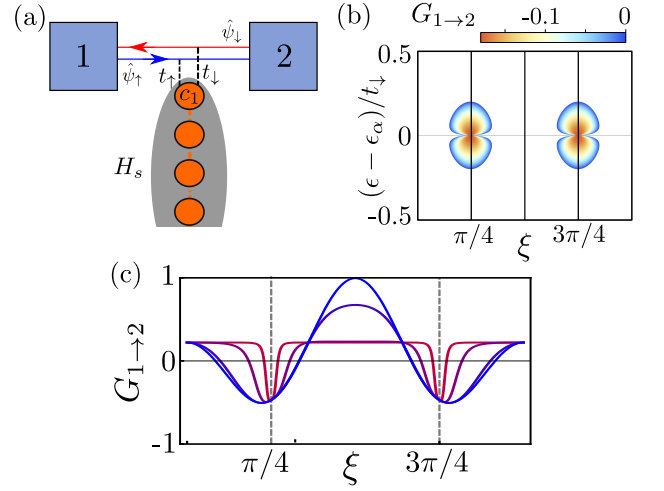 (a)
1
2
ψ̂↓
ψ̂↑
t↑
t↓
c₁
Hₛ
(b)
G₁→₂
-0.1
0
(ϵ − ϵα)/t↓
0.5
0
-0.5
π/4
ξ
3π/4
(c)
G₁→₂
1
0
-1
π/4
ξ
3π/4